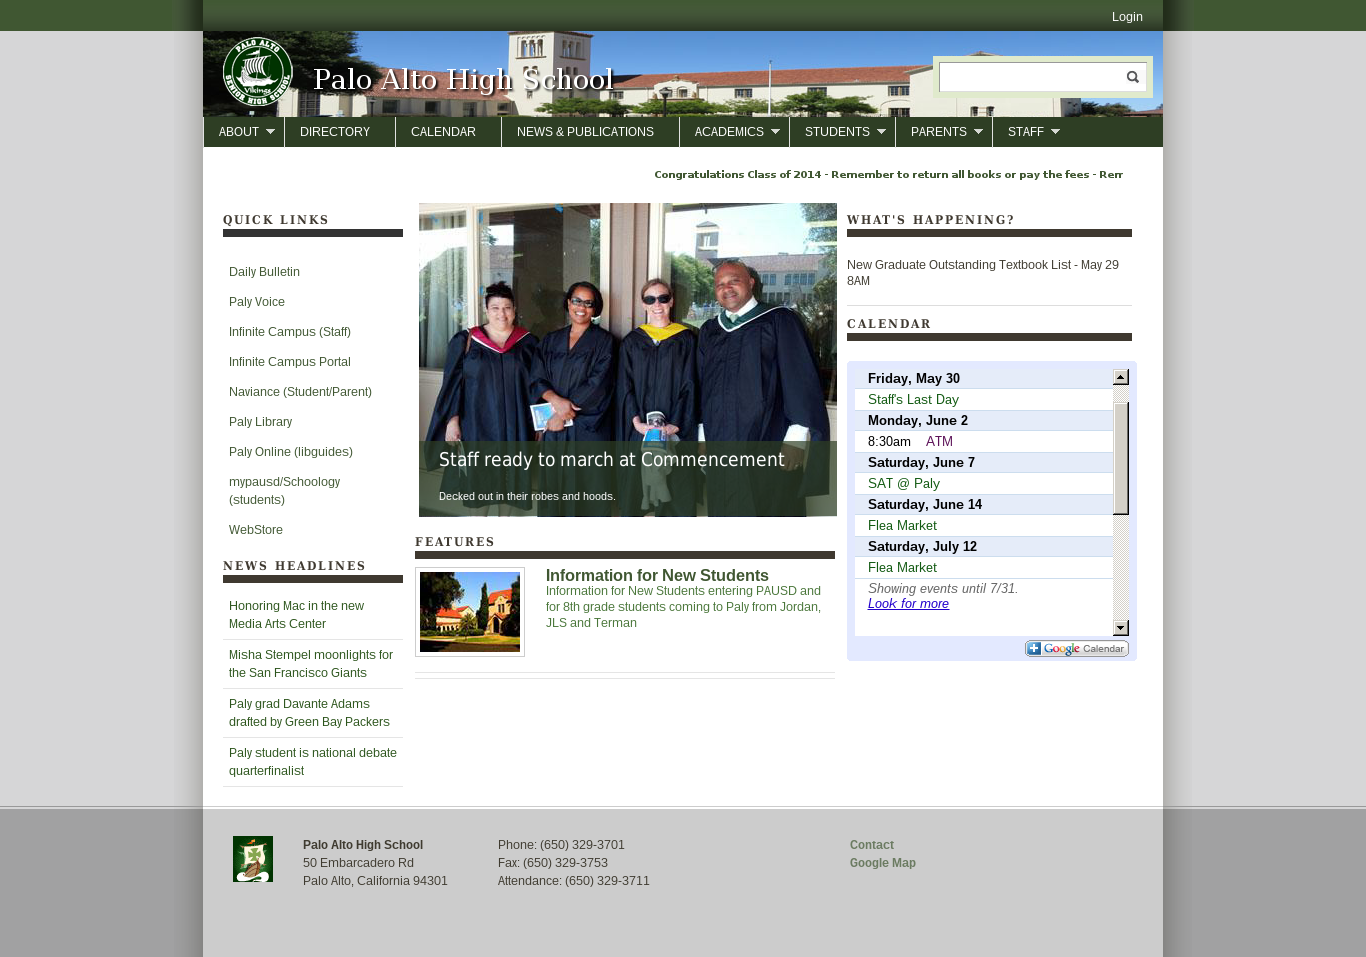 Login
PALO ALTO
Vikings
SENIOR HIGH SCHOOL
Palo Alto High School
ABOUT
DIRECTORY
CALENDAR
NEWS & PUBLICATIONS
ACADEMICS
STUDENTS
PARENTS
STAFF
Congratulations Class of 2014 - Remember to return all books or pay the fees - Rem
QUICK LINKS
Daily Bulletin
Paly Voice
Infinite Campus (Staff)
Infinite Campus Portal
Naviance (Student/Parent)
Paly Library
Paly Online (libguides)
mypausd/Schoology
(students)
WebStore
NEWS HEADLINES
Honoring Mac in the new
Media Arts Center
Misha Stempel moonlights for
the San Francisco Giants
Paly grad Davante Adams
drafted by Green Bay Packers
Paly student is national debate
quarterfinalist
Staff ready to march at Commencement
Decked out in their robes and hoods.
FEATURES
Information for New Students
Information for New Students entering PAUSD and
for 8th grade students coming to Paly from Jordan,
JLS and Terman
WHAT'S HAPPENING?
New Graduate Outstanding Textbook List - May 29
8AM
CALENDAR
Friday, May 30
Staff's Last Day
Monday, June 2
8:30am ATM
Saturday, June 7
SAT @ Paly
Saturday, June 14
Flea Market
Saturday, July 12
Flea Market
Showing events until 7/31.
Look for more
Google Calendar
Palo Alto High School
50 Embarcadero Rd
Palo Alto, California 94301
Phone: (650) 329-3701
Fax: (650) 329-3753
Attendance: (650) 329-3711
Contact
Google Map